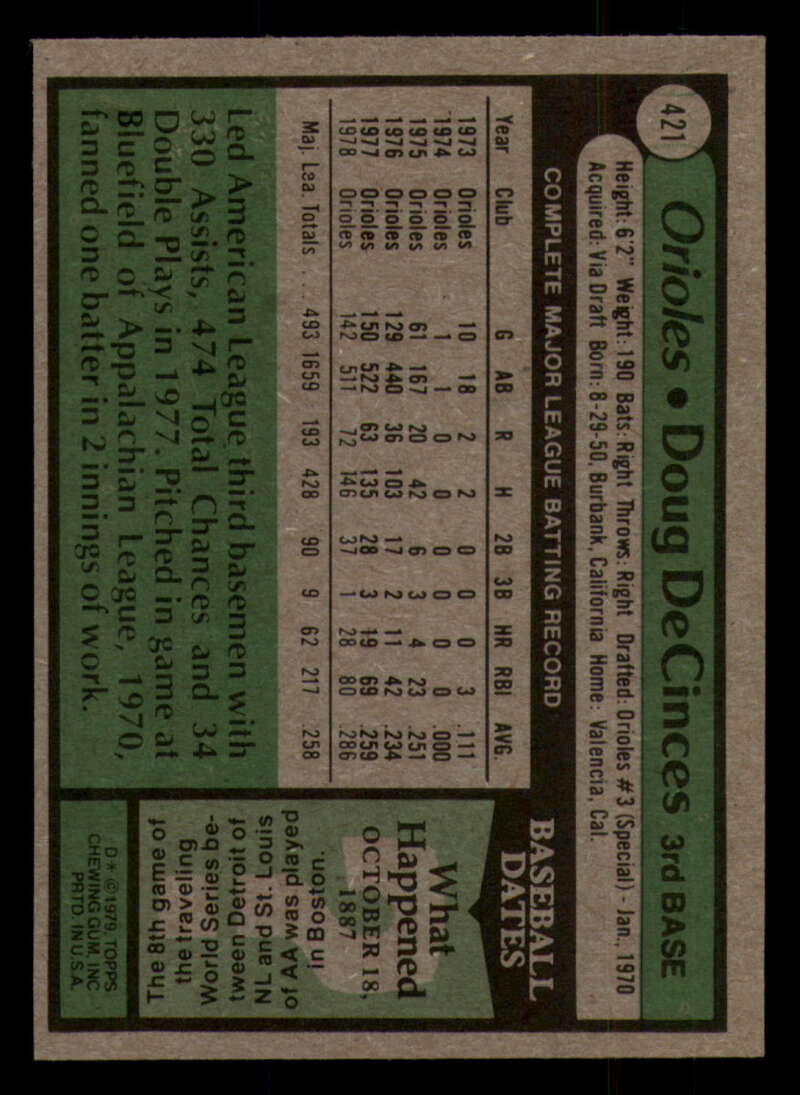 421
Orioles • Doug DeCinces 3rd BASE
Height: 6'2" Weight: 190 Bats: Right Throws: Right Drafted: Orioles #3 (Special) - Jan., 1970
Acquired: Via Draft Born: 8-29-50, Burbank, California Home: Valencia, Cal.
COMPLETE MAJOR LEAGUE BATTING RECORD
Year Club G AB R H 2B 3B HR RBI AVG.
1973 Orioles 10 18 2 2 0 0 0 3 .111
1974 Orioles 1 1 0 0 0 0 0 0 .000
1975 Orioles 61 167 20 42 6 3 4 23 .251
1976 Orioles 129 440 36 103 17 2 11 42 .234
1977 Orioles 150 522 63 135 28 3 19 69 .259
1978 Orioles 142 511 72 146 37 1 28 80 .286
Maj. Lea. Totals . . . 493 1659 193 428 90 9 62 217 .258
Led American League third basemen with
330 Assists, 474 Total Chances and 34
Double Plays in 1977. Pitched in game at
Bluefield of Appalachian League, 1970,
fanned one batter in 2 innings of work.
BASEBALL
DATES
What
Happened
OCTOBER 18,
1887
The 8th game of
the traveling
World Series be-
tween Detroit of
NL and St. Louis
of AA was played
in Boston.
D* ©1979, TOPPS
CHEWING GUM, INC.
PRTD. IN U.S.A.